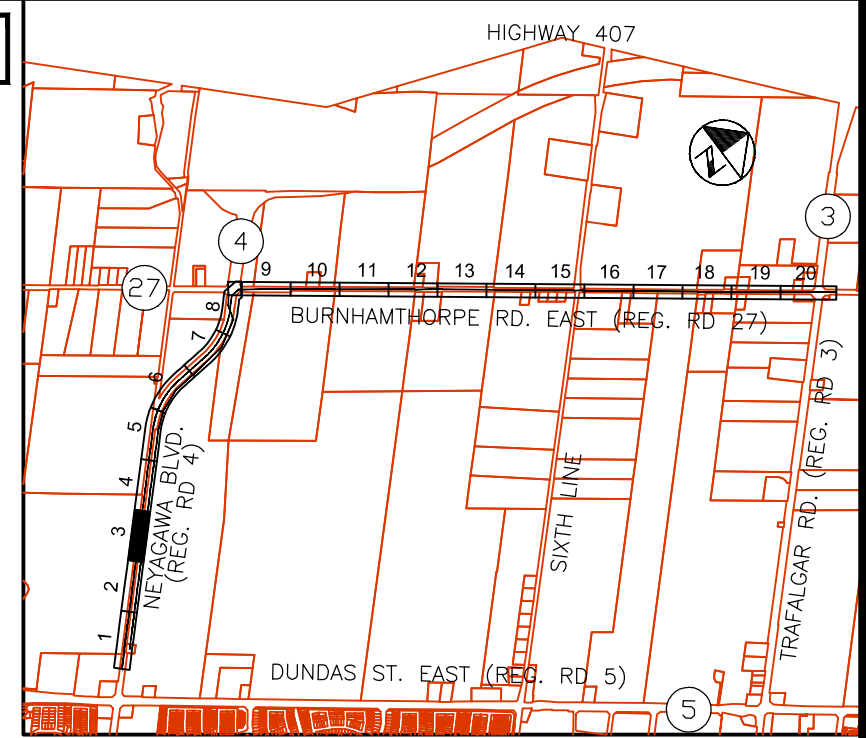 HIGHWAY 407
N
3
4
27
9 10 11 12 13 14 15 16 17 18 19 20
BURNHAMTHORPE RD. EAST (REG. RD 27)
8
7
6
5
4
3
2
1
NEYAGAWA BLVD.
(REG. RD 4)
SIXTH LINE
TRAFALGAR RD. (REG. RD 3)
DUNDAS ST. EAST (REG. RD 5)
5